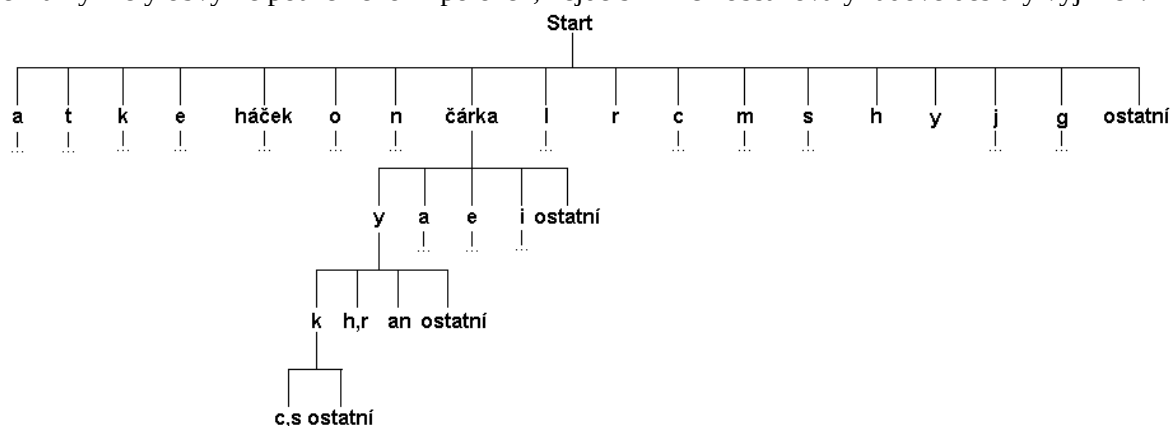 Start
a t k e háček o n čárka l r c m s h y j g ostatní
... ... ... ... ... ... ... ... ... ... ... ... ...
y a e i ostatní
... ... ...
k h,r an ostatní
c,s ostatní